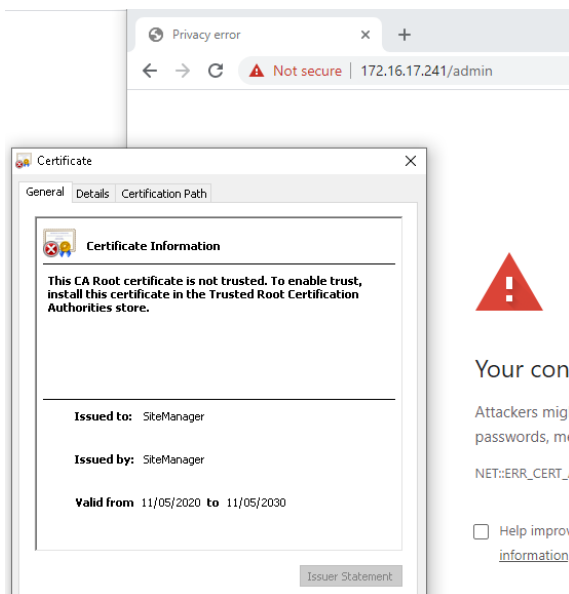 Privacy error
Not secure | 172.16.17.241/admin
Certificate
General Details Certification Path
Certificate Information
This CA Root certificate is not trusted. To enable trust,
install this certificate in the Trusted Root Certification
Authorities store.
Issued to: SiteManager
Issued by: SiteManager
Valid from 11/05/2020 to 11/05/2030
Issuer Statement
Your con
Attackers mig
passwords, me
NET::ERR_CERT_
Help improv
information